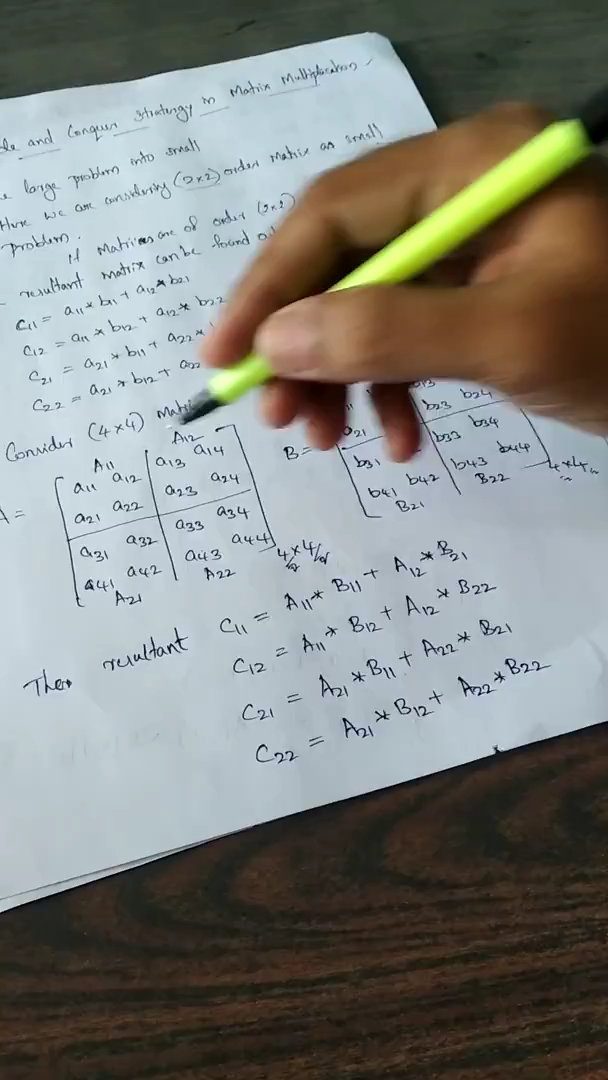 and Conquer Stratergy in Matrix Multiplication
large problem into small
Here we are considering (2×2) order Matrix as small
Problem.
If Matrices are of order (2×2)
resultant matrix can be found
C11 = a11 * b11 + a12 * b21
C12 = a11 * b12 + a12 * b22
C21 = a21 * b11 + a22 *
C22 = a21 * b12 + a22
Consider (4×4) Matri
A11 A12
a11 a12 a13 a14
A = a21 a22 a23 a24
a31 a32 a33 a34
a41 a42 a43 a44 4×4
A21 A22
b23 b24
B = a21
b31 b33 b34
b41 b42 b43 b44 4×4
B21 B22
Then resultant C11 = A11 * B11 + A12 * B21
C12 = A11 * B12 + A12 * B22
C21 = A21 * B11 + A22 * B21
C22 = A21 * B12 + A22 * B22